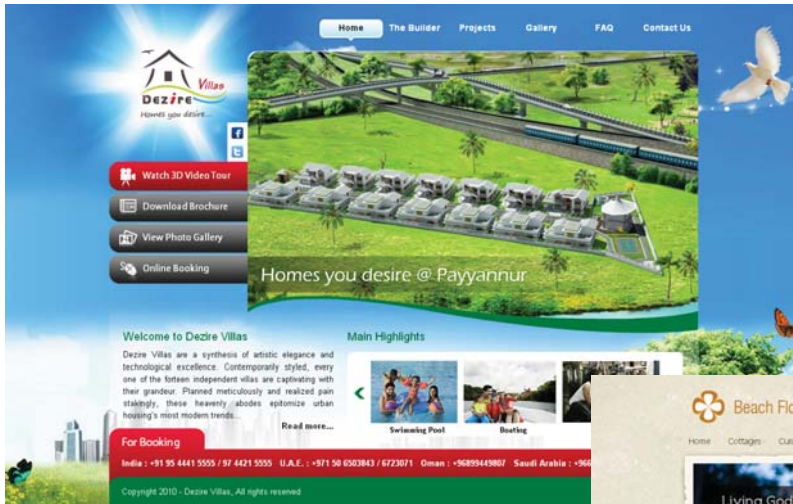 Home The Builder Projects Gallery FAQ Contact Us
Villas
DEZIRE
Homes you desire...
Watch 3D Video Tour
Download Brochure
View Photo Gallery
Online Booking
Homes you desire @ Payyannur
Welcome to Dezire Villas
Dezire Villas are a synthesis of artistic elegance and
technological excellence. Contemporarily styled, every
one of the forteen independent villas are captivating with
their grandeur. Planned meticulously and realized pain
stakingly, these heavenly abodes epitomize urban
housing's most modern trends...
Read more...
Main Highlights
Swimming Pool Boating
For Booking
India : +91 95 4441 5555 / 97 4421 5555 U.A.E. : +971 50 6503843 / 6723071 Oman : +96899449807 Saudi Arabia : +966
Copyright 2010 - Dezire Villas, All rights reserved
Beach Flo
Home Cottages Cui
Living God